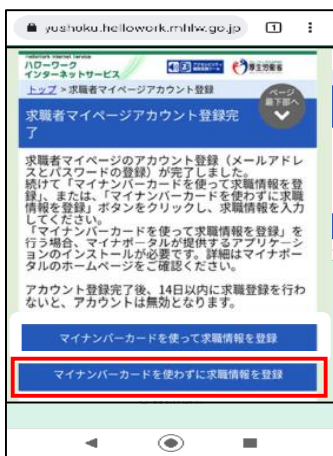 yushoku.hellowork.mhlw.go.jp
1
Hellowork Internet Service
ハローワーク
インターネットサービス
厚生労働省
トップ > 求職者マイページアカウント登録
ページ
最下部へ
求職者マイページアカウント登録完
了
求職者マイページのアカウント登録（メールアドレ
スとパスワードの登録）が完了しました。
続けて「マイナンバーカードを使って求職情報を登
録」、または、「マイナンバーカードを使わずに求職
情報を登録」ボタンをクリックし、求職情報を入力
してください。
「マイナンバーカードを使って求職情報を登録」を
行う場合、マイナポータルが提供するアプリケーシ
ョンのインストールが必要です。詳細はマイナポー
タルのホームページをご確認ください。
アカウント登録完了後、14日以内に求職登録を行わ
ないと、アカウントは無効となります。
マイナンバーカードを使って求職情報を登録
マイナンバーカードを使わずに求職情報を登録